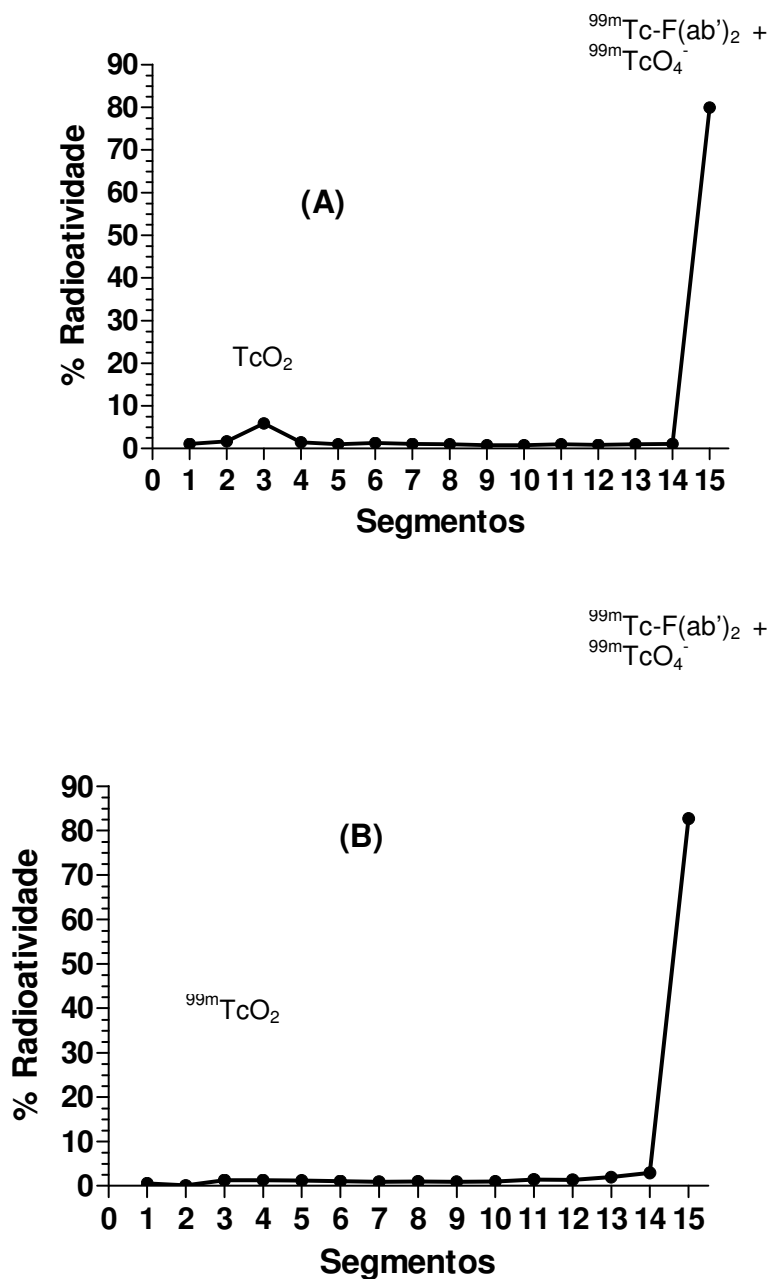 ⁹⁹ᵐTc-F(ab’)₂ +
⁹⁹ᵐTcO₄⁻
90
80
70
60
50
40
30
20
10
0
% Radioatividade
(A)
TcO₂
0 1 2 3 4 5 6 7 8 9 10 11 12 13 14 15
Segmentos
⁹⁹ᵐTc-F(ab’)₂ +
⁹⁹ᵐTcO₄⁻
90
80
70
60
50
40
30
20
10
0
% Radioatividade
(B)
⁹⁹ᵐTcO₂
0 1 2 3 4 5 6 7 8 9 10 11 12 13 14 15
Segmentos